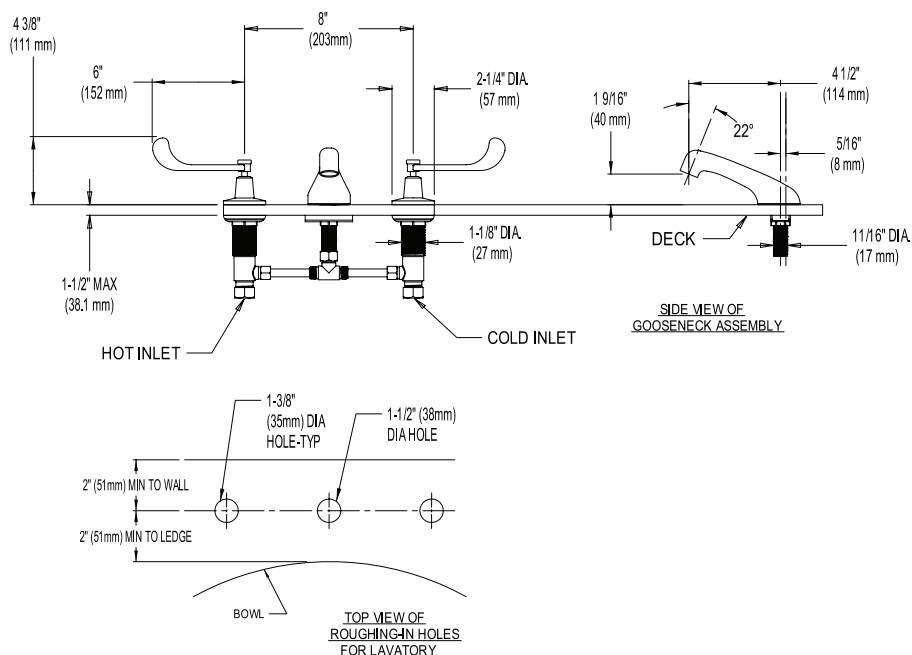 4 3/8"
(111 mm)
6"
(152 mm)
8"
(203mm)
2-1/4" DIA.
(57 mm)
1 9/16"
(40 mm)
4 1/2"
(114 mm)
22°
5/16"
(8 mm)
1-1/2" MAX
(38.1 mm)
1-1/8" DIA.
(27 mm)
DECK
11/16" DIA.
(17 mm)
HOT INLET
COLD INLET
SIDE VIEW OF
GOOSENECK ASSEMBLY
1-3/8"
(35mm) DIA
HOLE-TYP
1-1/2" (38mm)
DIA HOLE
2" (51mm) MIN TO WALL
2" (51mm) MIN TO LEDGE
BOWL
TOP VIEW OF
ROUGHING-IN HOLES
FOR LAVATORY